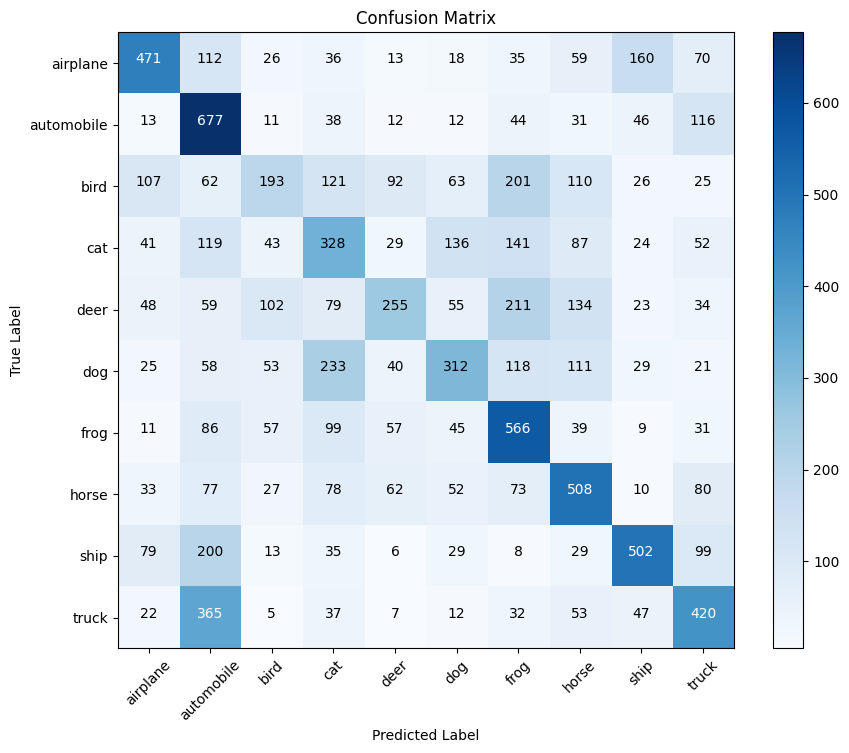 Confusion Matrix
airplane 471 112 26 36 13 18 35 59 160 70
automobile 13 677 11 38 12 12 44 31 46 116
bird 107 62 193 121 92 63 201 110 26 25
cat 41 119 43 328 29 136 141 87 24 52
deer 48 59 102 79 255 55 211 134 23 34
dog 25 58 53 233 40 312 118 111 29 21
frog 11 86 57 99 57 45 566 39 9 31
horse 33 77 27 78 62 52 73 508 10 80
ship 79 200 13 35 6 29 8 29 502 99
truck 22 365 5 37 7 12 32 53 47 420
airplane automobile bird cat deer dog frog horse ship truck
Predicted Label
True Label
600
500
400
300
200
100